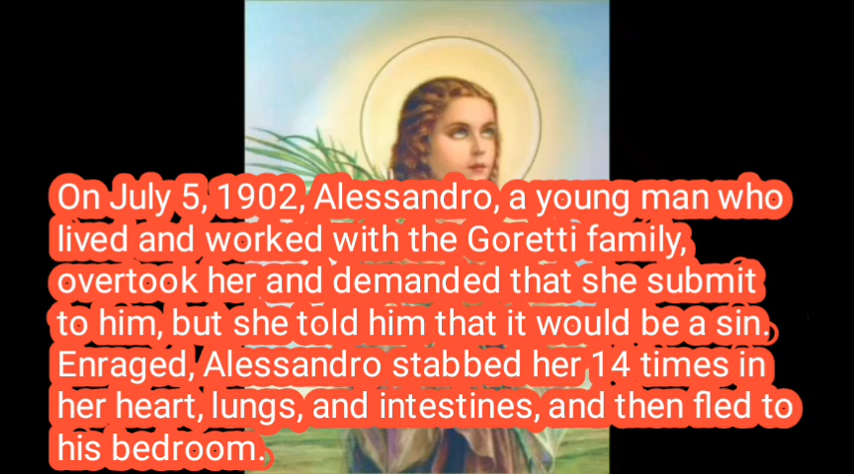 On July 5, 1902, Alessandro, a young man who
lived and worked with the Goretti family,
overtook her and demanded that she submit
to him, but she told him that it would be a sin.
Enraged, Alessandro stabbed her 14 times in
her heart, lungs, and intestines, and then fled to
his bedroom.